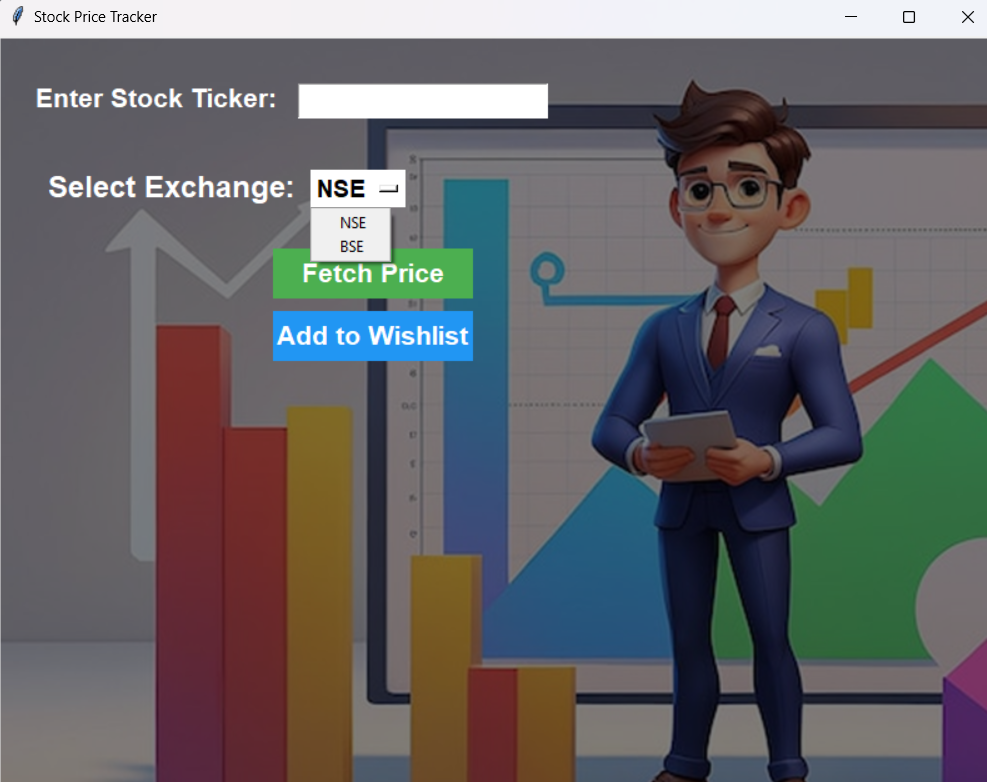 Stock Price Tracker
Enter Stock Ticker:
Select Exchange: NSE
NSE
BSE
Fetch Price
Add to Wishlist